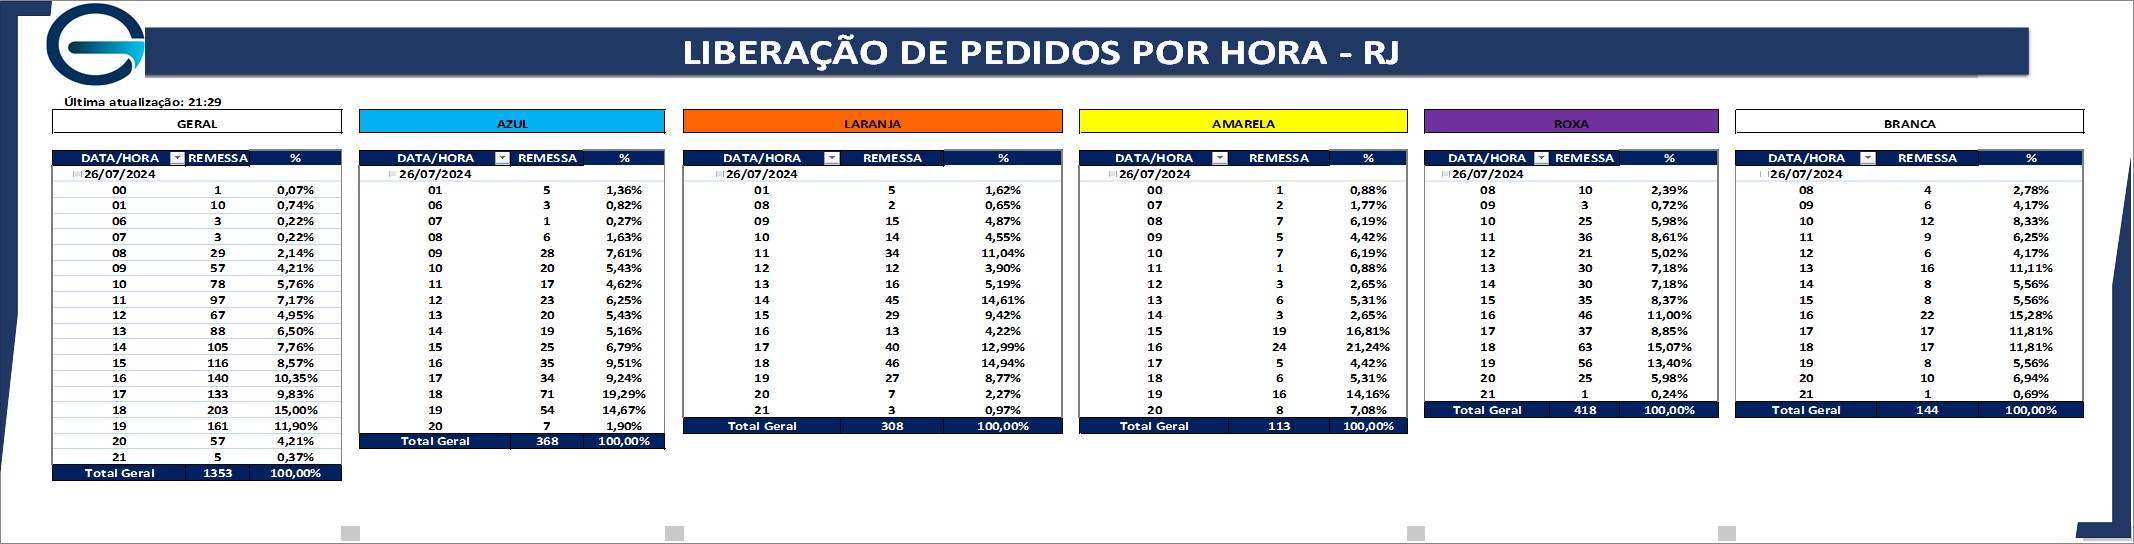 LIBERAÇÃO DE PEDIDOS POR HORA - RJ
Última atualização: 21:29
GERAL
DATA/HORA REMESSA %
26/07/2024
00 1 0,07%
01 10 0,74%
06 3 0,22%
07 3 0,22%
08 29 2,14%
09 57 4,21%
10 78 5,76%
11 97 7,17%
12 67 4,95%
13 88 6,50%
14 105 7,76%
15 116 8,57%
16 140 10,35%
17 133 9,83%
18 203 15,00%
19 161 11,90%
20 57 4,21%
21 5 0,37%
Total Geral 1353 100,00%
AZUL
DATA/HORA REMESSA %
26/07/2024
01 5 1,36%
06 3 0,82%
07 1 0,27%
08 6 1,63%
09 28 7,61%
10 20 5,43%
11 17 4,62%
12 23 6,25%
13 20 5,43%
14 19 5,16%
15 25 6,79%
16 35 9,51%
17 34 9,24%
18 71 19,29%
19 54 14,67%
20 7 1,90%
Total Geral 368 100,00%
LARANJA
DATA/HORA REMESSA %
26/07/2024
01 5 1,62%
08 2 0,65%
09 15 4,87%
10 14 4,55%
11 34 11,04%
12 12 3,90%
13 16 5,19%
14 45 14,61%
15 29 9,42%
16 13 4,22%
17 40 12,99%
18 46 14,94%
19 27 8,77%
20 7 2,27%
21 3 0,97%
Total Geral 308 100,00%
AMARELA
DATA/HORA REMESSA %
26/07/2024
00 1 0,88%
07 2 1,77%
08 7 6,19%
09 5 4,42%
10 7 6,19%
11 1 0,88%
12 3 2,65%
13 6 5,31%
14 3 2,65%
15 19 16,81%
16 24 21,24%
17 5 4,42%
18 6 5,31%
19 16 14,16%
20 8 7,08%
Total Geral 113 100,00%
ROXA
DATA/HORA REMESSA %
26/07/2024
08 10 2,39%
09 3 0,72%
10 25 5,98%
11 36 8,61%
12 21 5,02%
13 30 7,18%
14 30 7,18%
15 35 8,37%
16 46 11,00%
17 37 8,85%
18 63 15,07%
19 56 13,40%
20 25 5,98%
21 1 0,24%
Total Geral 418 100,00%
BRANCA
DATA/HORA REMESSA %
26/07/2024
08 4 2,78%
09 6 4,17%
10 12 8,33%
11 9 6,25%
12 6 4,17%
13 16 11,11%
14 8 5,56%
15 8 5,56%
16 22 15,28%
17 17 11,81%
18 17 11,81%
19 8 5,56%
20 10 6,94%
21 1 0,69%
Total Geral 144 100,00%